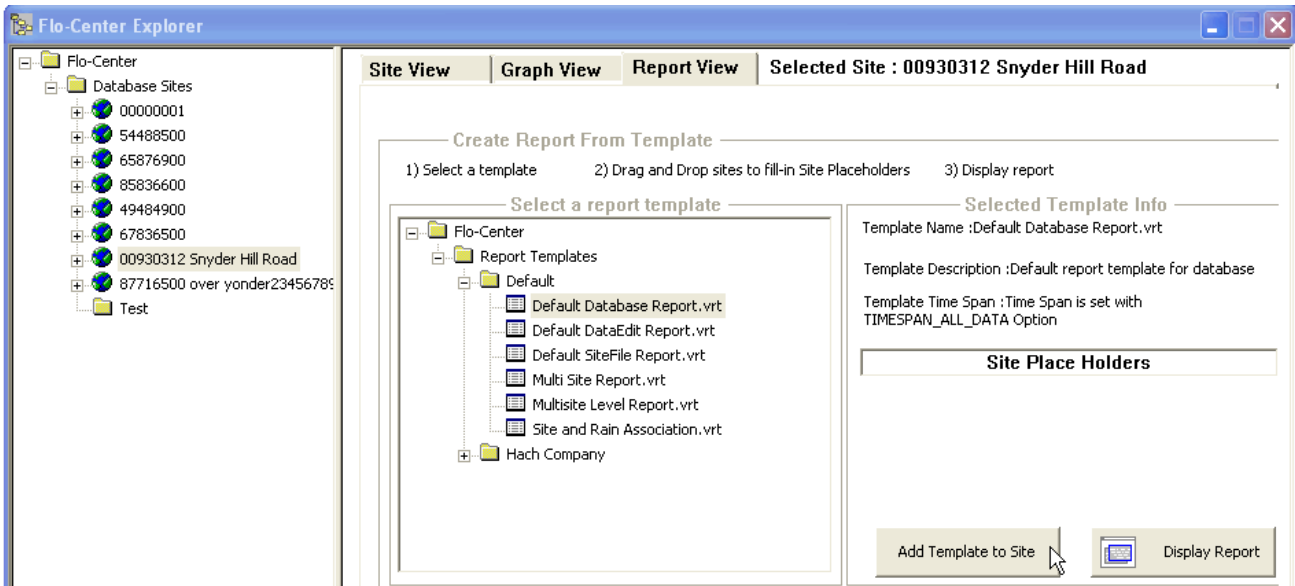 Flo-Center Explorer
Flo-Center
Database Sites
00000001
54488500
65876900
85836600
49484900
67836500
00930312 Snyder Hill Road
87716500 over yonder23456789
Test
Site View
Graph View
Report View
Selected Site : 00930312 Snyder Hill Road
Create Report From Template
1) Select a template 2) Drag and Drop sites to fill-in Site Placeholders 3) Display report
Select a report template
Flo-Center
Report Templates
Default
Default Database Report.vrt
Default DataEdit Report.vrt
Default SiteFile Report.vrt
Multi Site Report.vrt
Multisite Level Report.vrt
Site and Rain Association.vrt
Hach Company
Selected Template Info
Template Name :Default Database Report.vrt
Template Description :Default report template for database
Template Time Span :Time Span is set with
TIMESPAN_ALL_DATA Option
Site Place Holders
Add Template to Site
Display Report